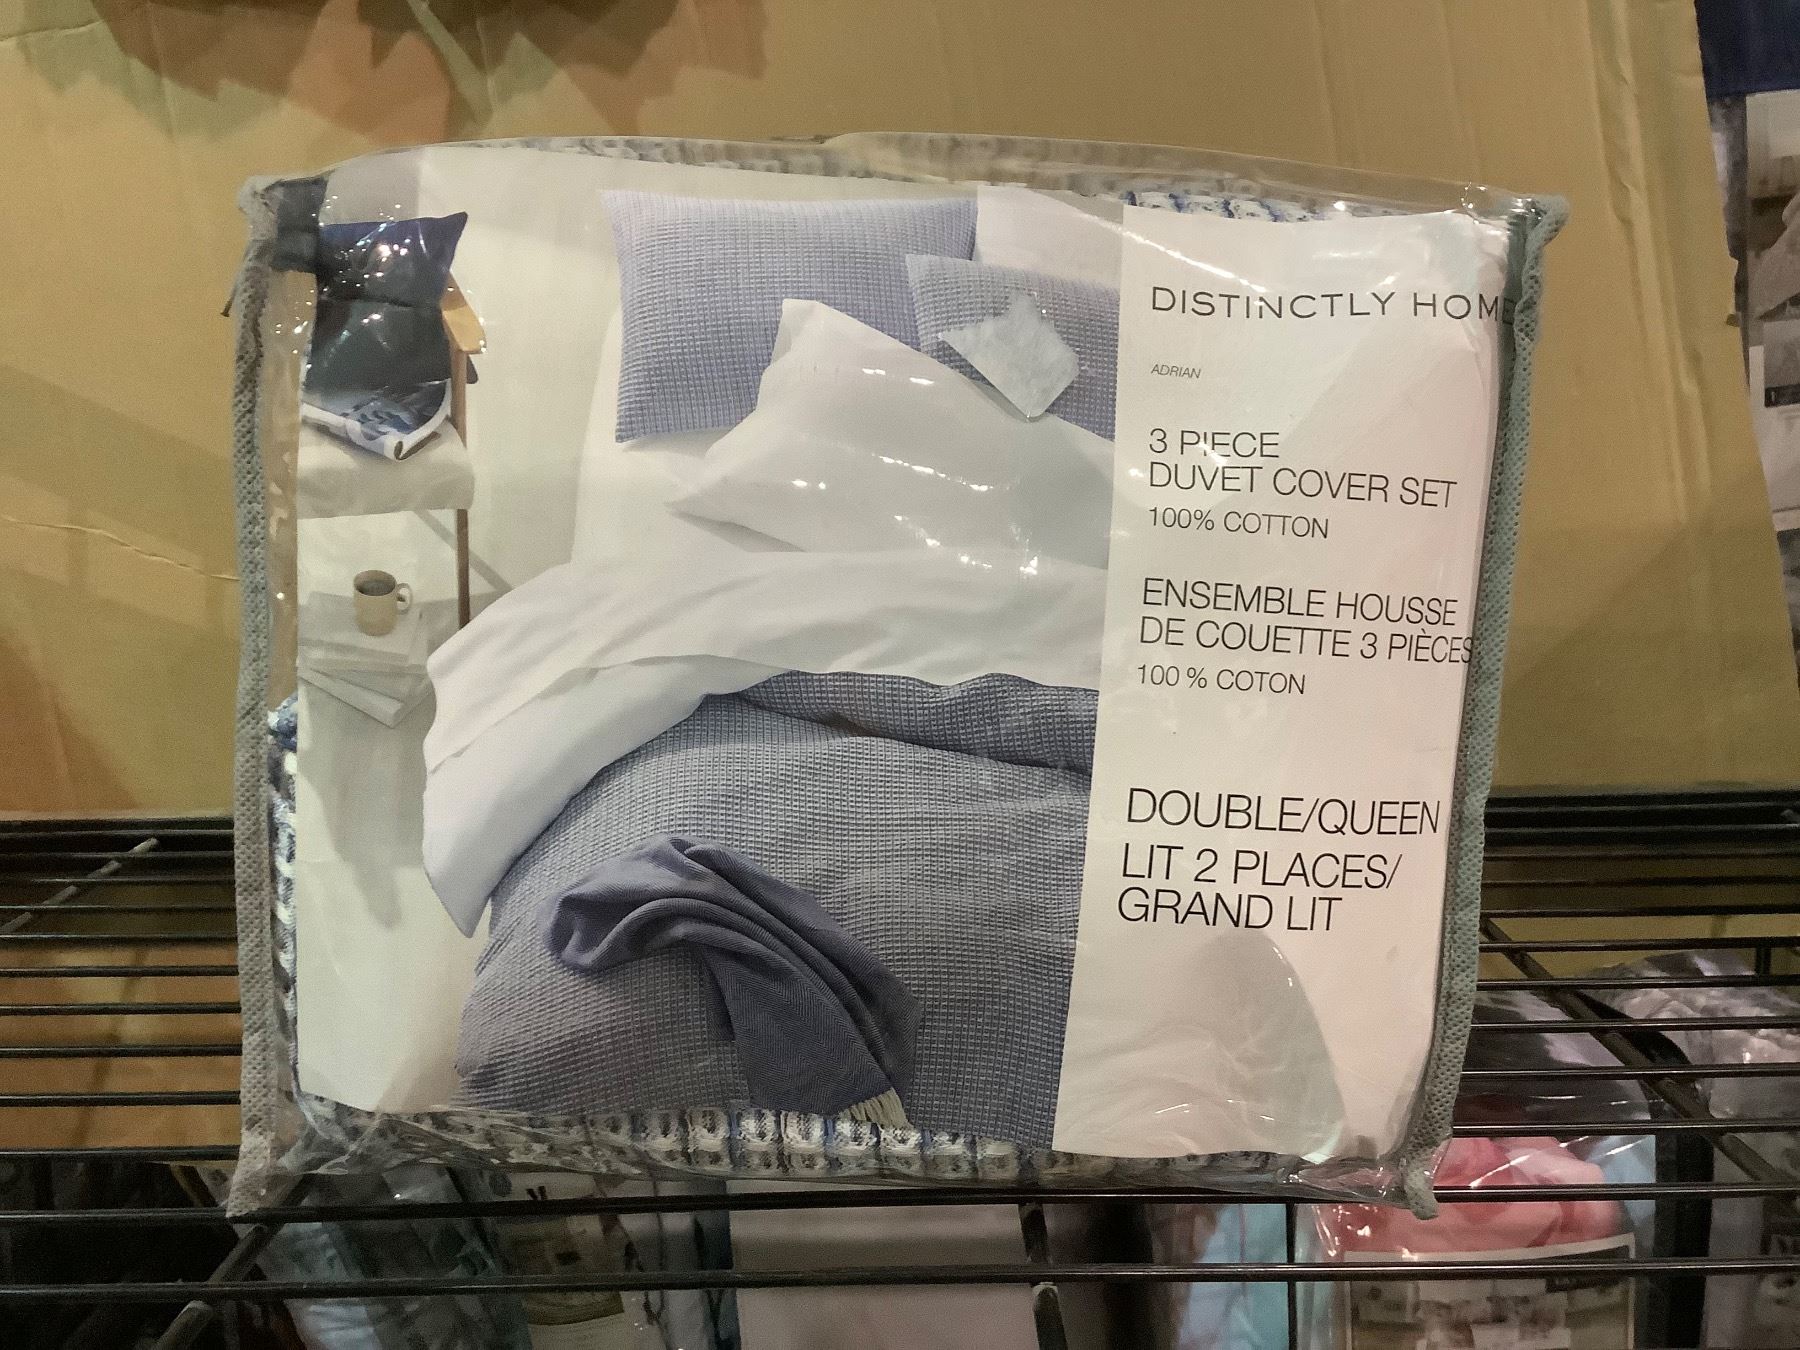 DISTINCTLY HOME
ADRIAN
3 PIECE
DUVET COVER SET
100% COTTON
ENSEMBLE HOUSSE
DE COUETTE 3 PIÈCES
100 % COTON
DOUBLE/QUEEN
LIT 2 PLACES/
GRAND LIT